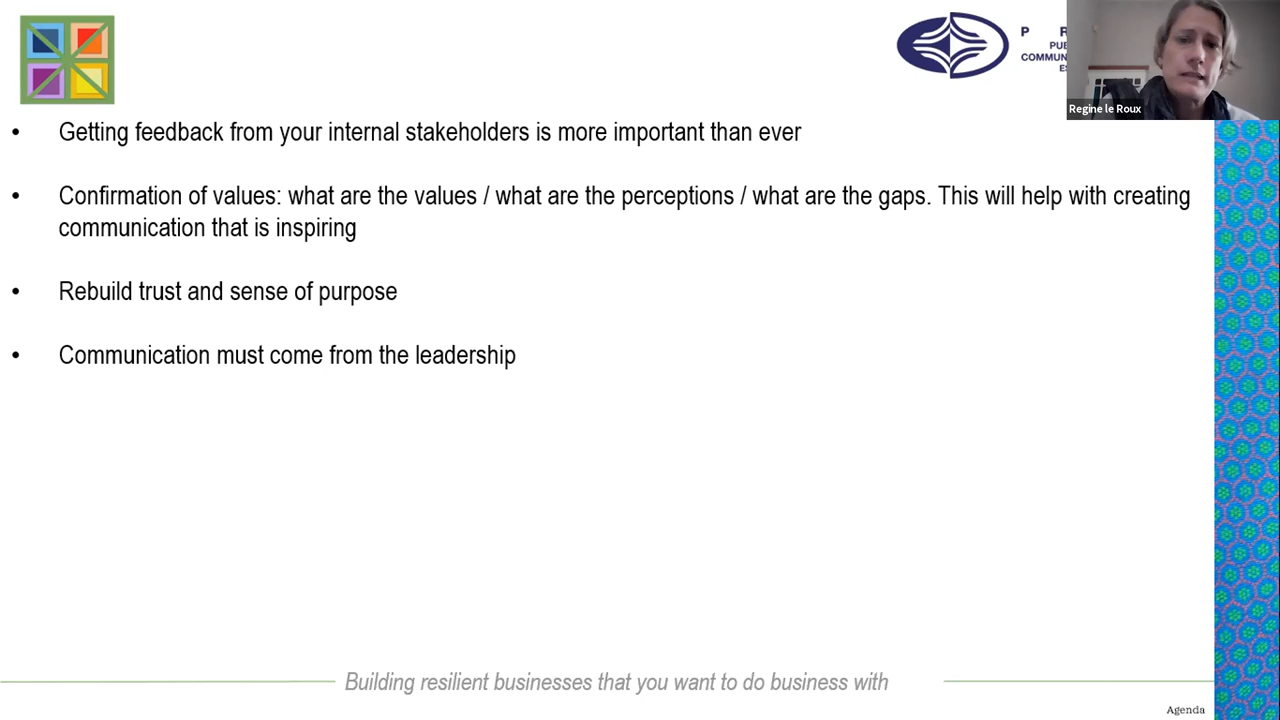 P R
PU
COMMUN
ES
Regine le Roux
• Getting feedback from your internal stakeholders is more important than ever
• Confirmation of values: what are the values / what are the perceptions / what are the gaps. This will help with creating
communication that is inspiring
• Rebuild trust and sense of purpose
• Communication must come from the leadership
Building resilient businesses that you want to do business with
Agenda